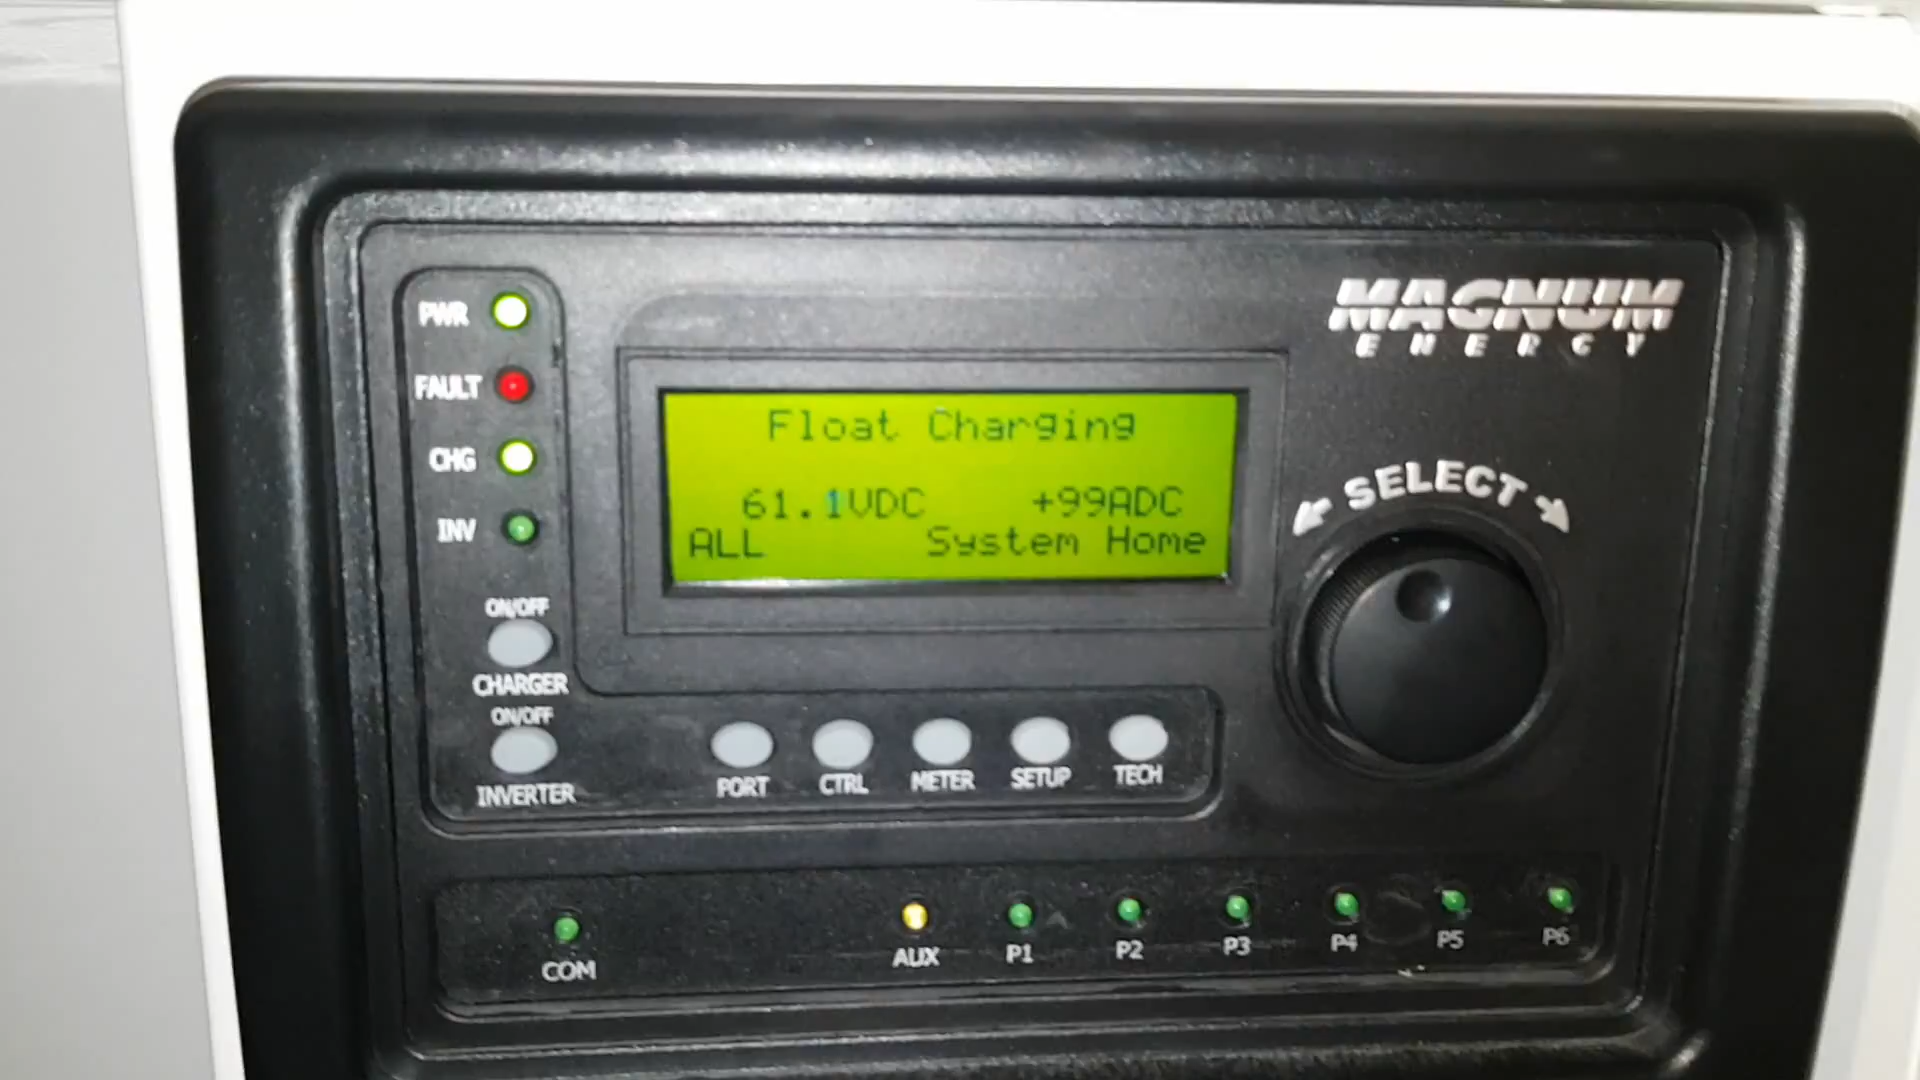 MAGNUM
ENERGY
PWR
FAULT
CHG
INV
Float Charging
61.1VDC +99ADC
ALL System Home
SELECT
ON/OFF
CHARGER
ON/OFF
INVERTER
PORT CTRL METER SETUP TECH
COM AUX P1 P2 P3 P4 P5 P6